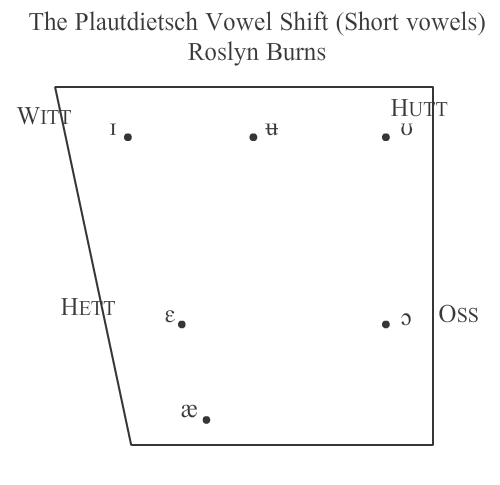 The Plautdietsch Vowel Shift (Short vowels)
Roslyn Burns
WITT
HUTT
ɪ
ʉ
ʊ
HETT
ɛ
ɔ
OSS
æ